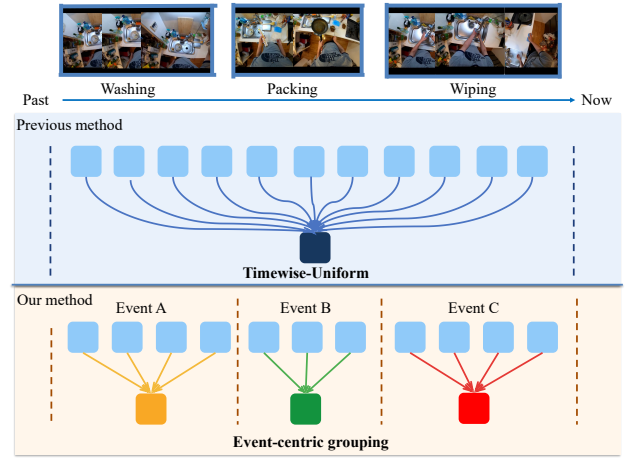 Washing
Packing
Wiping
Past
Now
Previous method
Timewise-Uniform
Our method
Event A
Event B
Event C
Event-centric grouping